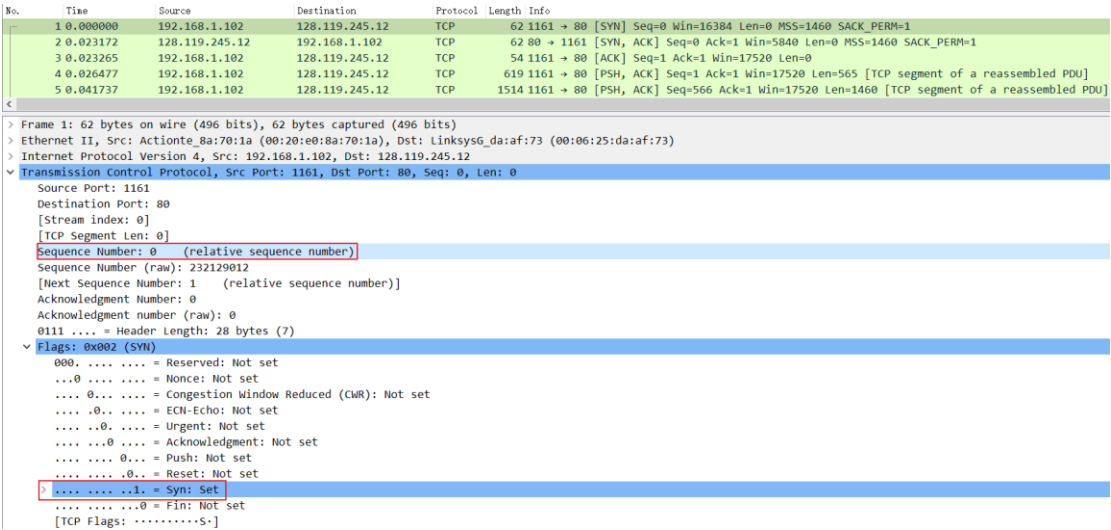 No. Time Source Destination Protocol Length Info
1 0.000000 192.168.1.102 128.119.245.12 TCP 62 1161 → 80 [SYN] Seq=0 Win=16384 Len=0 MSS=1460 SACK_PERM=1
2 0.023172 128.119.245.12 192.168.1.102 TCP 62 80 → 1161 [SYN, ACK] Seq=0 Ack=1 Win=5840 Len=0 MSS=1460 SACK_PERM=1
3 0.023265 192.168.1.102 128.119.245.12 TCP 54 1161 → 80 [ACK] Seq=1 Ack=1 Win=17520 Len=0
4 0.026477 192.168.1.102 128.119.245.12 TCP 619 1161 → 80 [PSH, ACK] Seq=1 Ack=1 Win=17520 Len=565 [TCP segment of a reassembled PDU]
5 0.041737 192.168.1.102 128.119.245.12 TCP 1514 1161 → 80 [PSH, ACK] Seq=566 Ack=1 Win=17520 Len=1460 [TCP segment of a reassembled PDU]
Frame 1: 62 bytes on wire (496 bits), 62 bytes captured (496 bits)
Ethernet II, Src: Actionte_8a:70:1a (00:20:e0:8a:70:1a), Dst: LinksysG_da:af:73 (00:06:25:da:af:73)
Internet Protocol Version 4, Src: 192.168.1.102, Dst: 128.119.245.12
Transmission Control Protocol, Src Port: 1161, Dst Port: 80, Seq: 0, Len: 0
Source Port: 1161
Destination Port: 80
[Stream index: 0]
[TCP Segment Len: 0]
Sequence Number: 0 (relative sequence number)
Sequence Number (raw): 232129012
[Next Sequence Number: 1 (relative sequence number)]
Acknowledgment Number: 0
Acknowledgment number (raw): 0
0111 .... = Header Length: 28 bytes (7)
Flags: 0x002 (SYN)
000. .... .... = Reserved: Not set
...0 .... .... = Nonce: Not set
.... 0... .... = Congestion Window Reduced (CWR): Not set
.... .0.. .... = ECN-Echo: Not set
.... ..0. .... = Urgent: Not set
.... ...0 .... = Acknowledgment: Not set
.... .... 0... = Push: Not set
.... .... .0.. = Reset: Not set
.... .... ..1. = Syn: Set
.... .... ...0 = Fin: Not set
[TCP Flags: ··········S·]